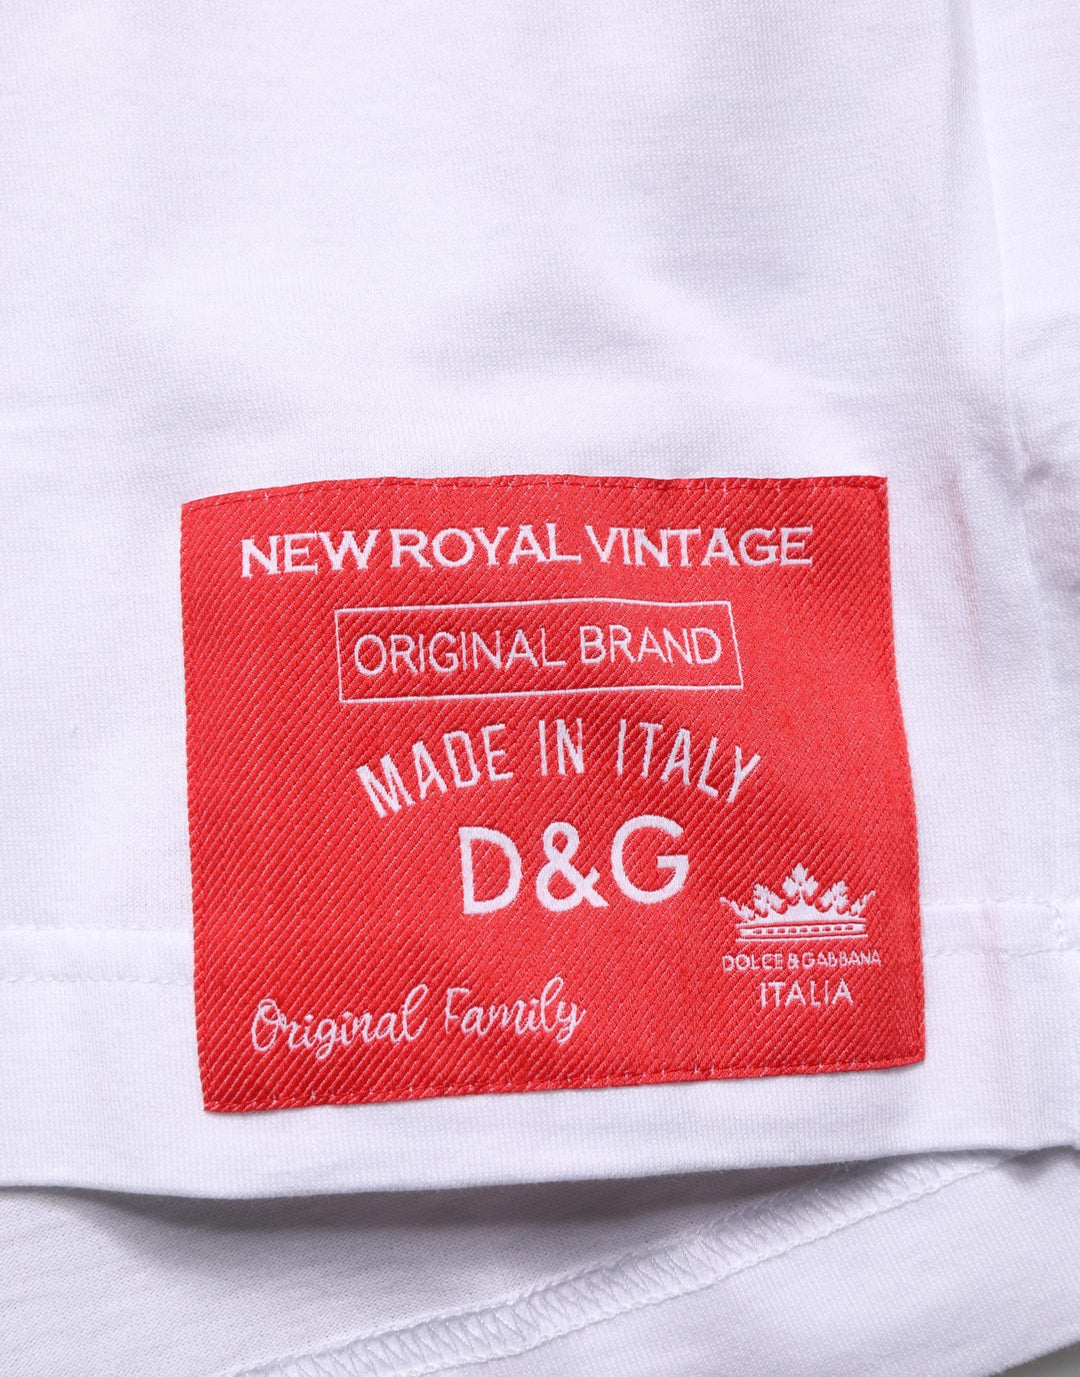 NEW ROYAL VINTAGE
ORIGINAL BRAND
MADE IN ITALY
D&G
DOLCE & GABBANA
ITALIA
Original Family